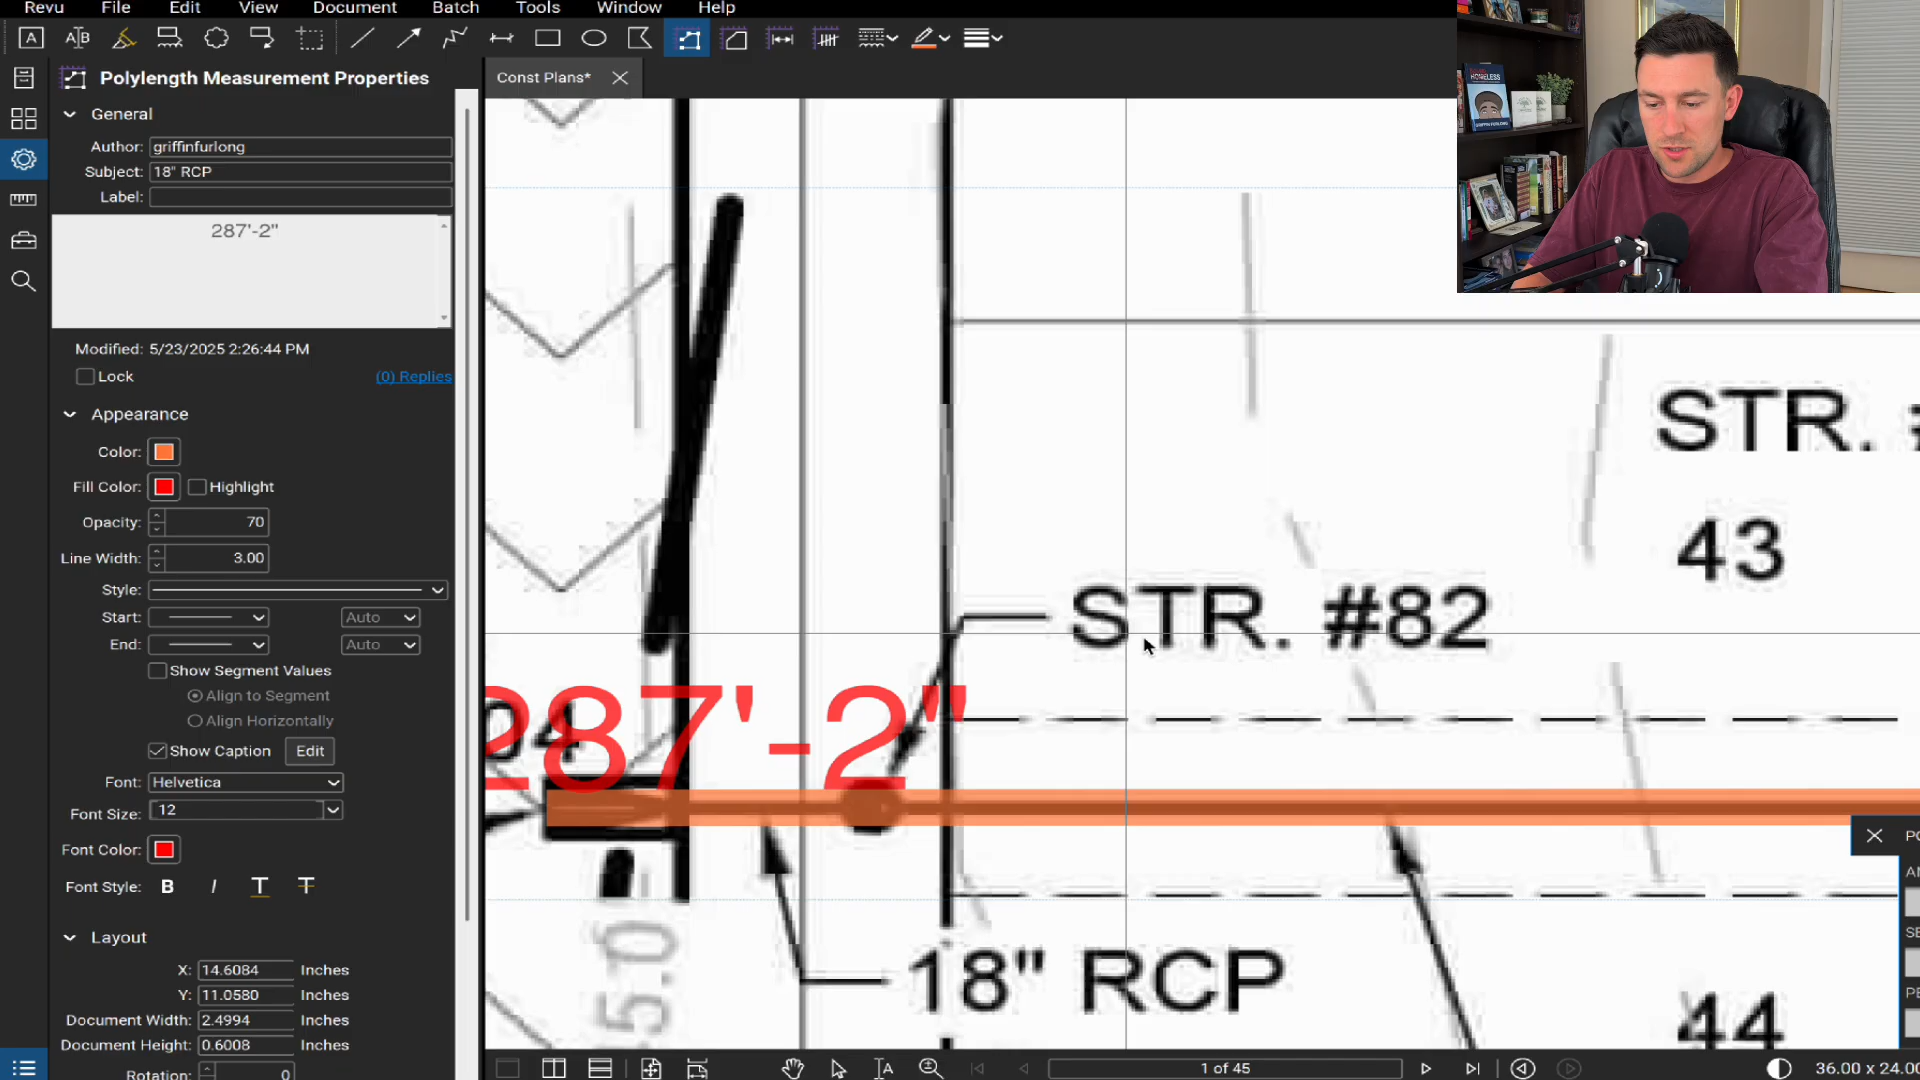 Revu File Edit View Document Batch Tools Window Help
Polylength Measurement Properties
Const Plans*
General
Author: griffinfurlong
Subject: 18" RCP
Label:
287'-2"
Modified: 5/23/2025 2:26:44 PM
Lock
(0) Replies
Appearance
Color:
Fill Color:
Highlight
Opacity: 70
Line Width: 3.00
Style:
Start: Auto
End: Auto
Show Segment Values
Align to Segment
Align Horizontally
Show Caption Edit
Font: Helvetica
Font Size: 12
Font Color:
Font Style: B I T T
Layout
X: 14.6084 Inches
Y: 11.0580 Inches
Document Width: 2.4994 Inches
Document Height: 0.6008 Inches
Rotation: 0
STR. #
43
STR. #82
287'-2"
18" RCP
44
1 of 45
36.00 x 24.00
HOMELESS